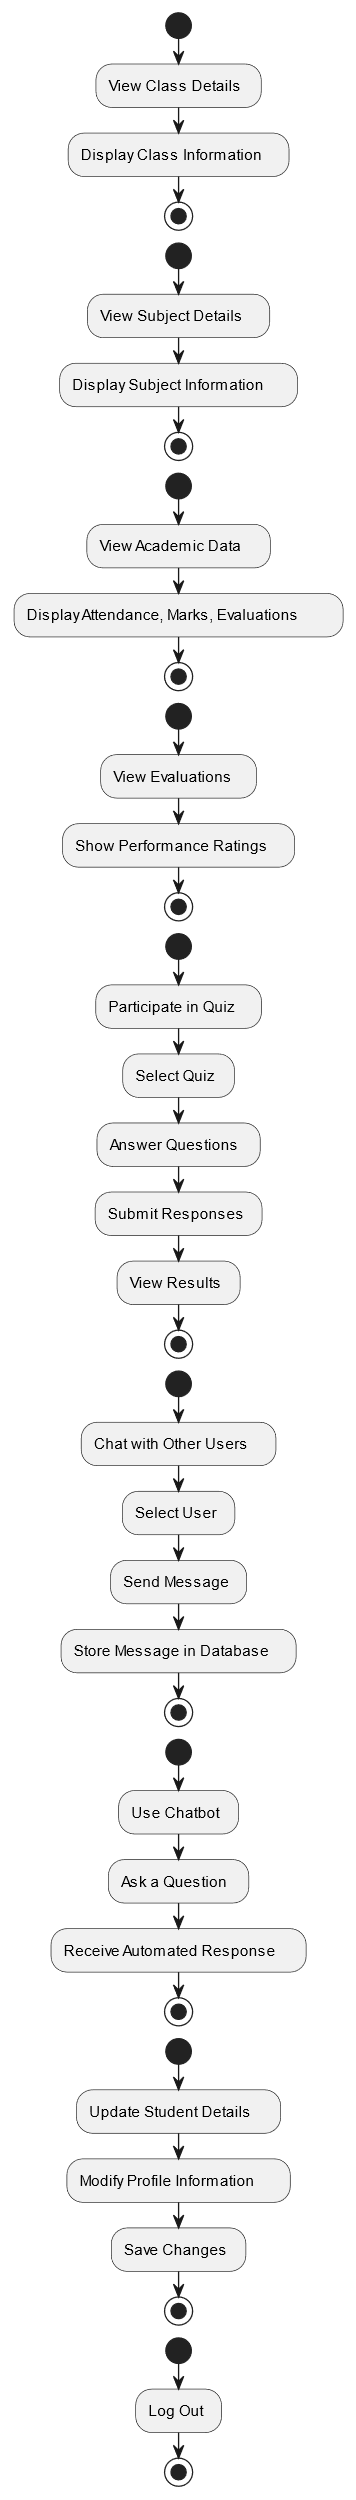 View Class Details
Display Class Information
View Subject Details
Display Subject Information
View Academic Data
Display Attendance, Marks, Evaluations
View Evaluations
Show Performance Ratings
Participate in Quiz
Select Quiz
Answer Questions
Submit Responses
View Results
Chat with Other Users
Select User
Send Message
Store Message in Database
Use Chatbot
Ask a Question
Receive Automated Response
Update Student Details
Modify Profile Information
Save Changes
Log Out